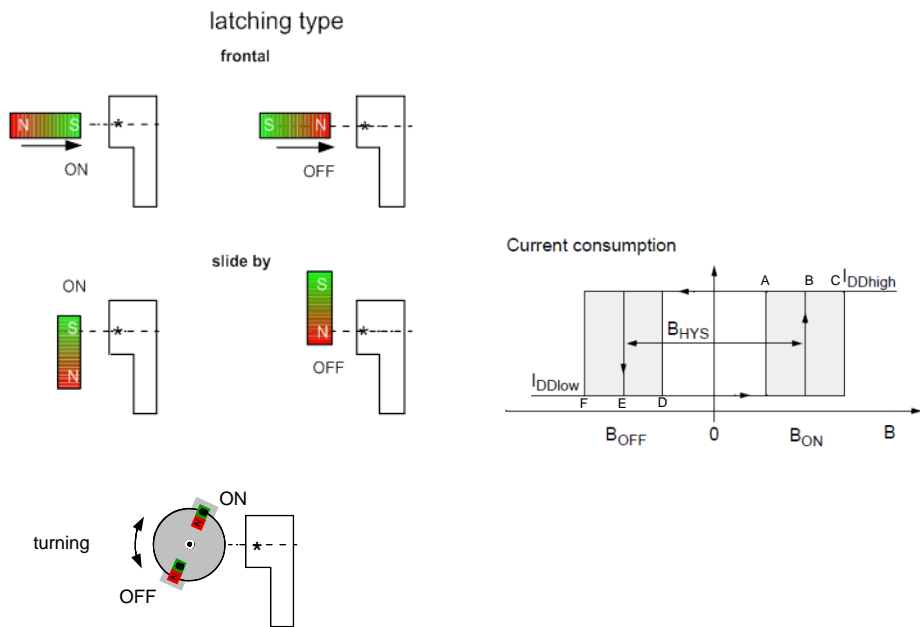 latching type
frontal
N S *
S N *
ON
OFF
slide by
ON
S
N
*
S
N
*
OFF
turning
ON
N
N
OFF
*
Current consumption
A B C IDDhigh
BHYS
IDDlow
F E D
BOFF 0 BON B